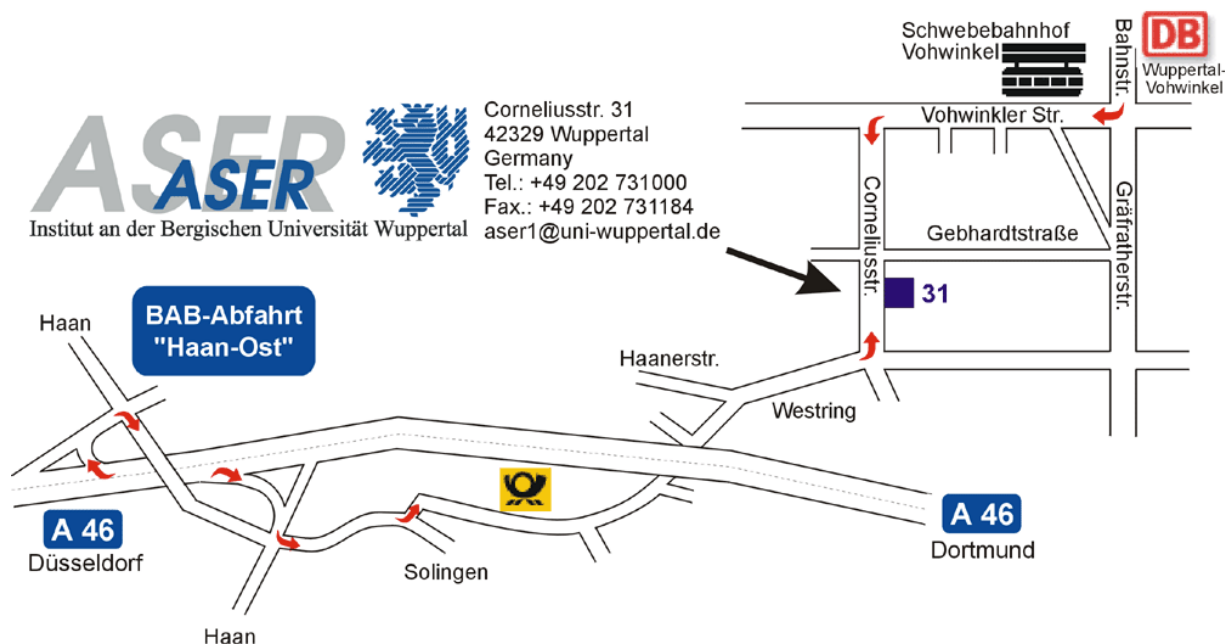 Schwebebahnhof
Vohwinkel
Bahnstr.
DB
Wuppertal-
Vohwinkel
Vohwinkler Str.
ASER
ASER
Institut an der Bergischen Universität Wuppertal
Corneliusstr. 31
42329 Wuppertal
Germany
Tel.: +49 202 731000
Fax.: +49 202 731184
aser1@uni-wuppertal.de
Corneliusstr.
Gräfratherstr.
Gebhardtstraße
31
BAB-Abfahrt
"Haan-Ost"
Haan
Haanerstr.
Westring
A 46
Düsseldorf
Solingen
A 46
Dortmund
Haan